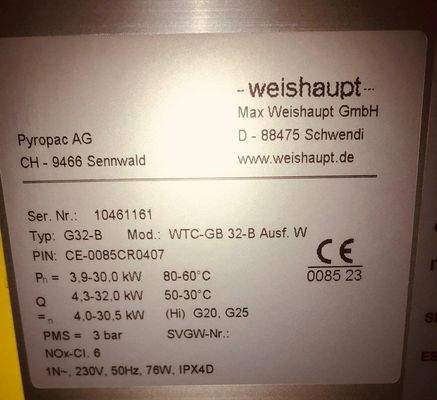 -weishaupt-
Max Weishaupt GmbH
Pyropac AG D - 88475 Schwendi
CH - 9466 Sennwald www.weishaupt.de
Ser. Nr.: 10461161
Typ: G32-B Mod.: WTC-GB 32-B Ausf. W
PIN: CE-0085CR0407 CE
Pn = 3,9-30,0 kW 80-60°C 0085 23
Q 4,3-32,0 kW 50-30°C
=n 4,0-30,5 kW (Hi) G20, G25
PMS = 3 bar SVGW-Nr.:
NOx-Cl. 6
1N~, 230V, 50Hz, 76W, IPX4D